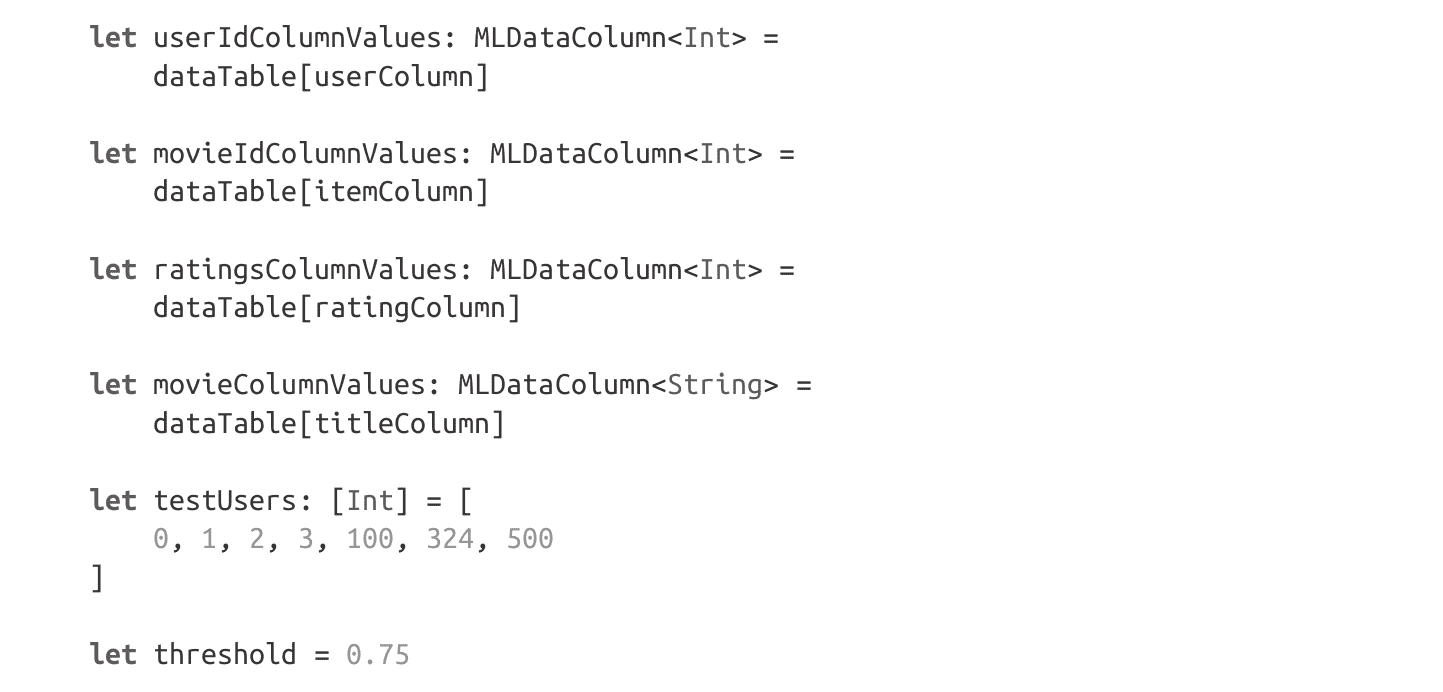 let userIdColumnValues: MLDataColumn<Int> =
    dataTable[userColumn]

let movieIdColumnValues: MLDataColumn<Int> =
    dataTable[itemColumn]

let ratingsColumnValues: MLDataColumn<Int> =
    dataTable[ratingColumn]

let movieColumnValues: MLDataColumn<String> =
    dataTable[titleColumn]

let testUsers: [Int] = [
    0, 1, 2, 3, 100, 324, 500
]

let threshold = 0.75